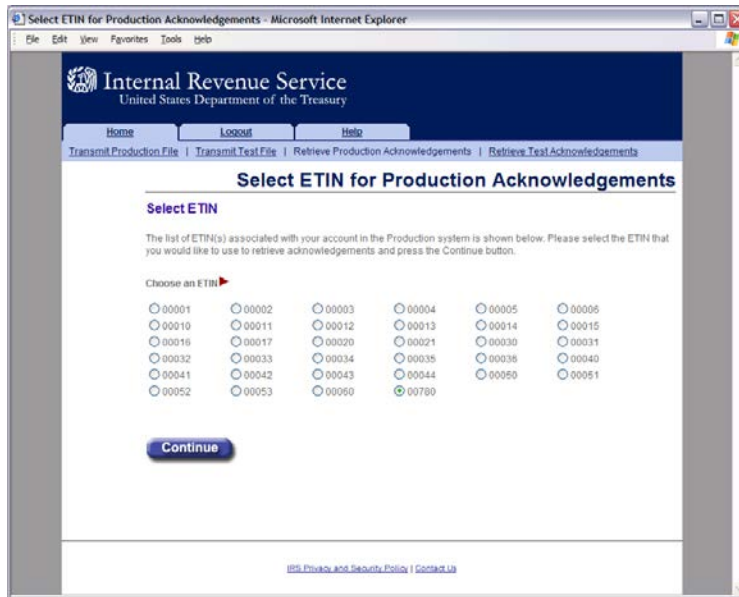 Select ETIN for Production Acknowledgements - Microsoft Internet Explorer
File Edit View Favorites Tools Help
Internal Revenue Service
United States Department of the Treasury
Home Logout Help
Transmit Production File | Transmit Test File | Retrieve Production Acknowledgements | Retrieve Test Acknowledgements
Select ETIN for Production Acknowledgements
Select ETIN
The list of ETIN(s) associated with your account in the Production system is shown below. Please select the ETIN that
you would like to use to retrieve acknowledgements and press the Continue button.
Choose an ETIN
00001 00002 00003 00004 00005 00006
00010 00011 00012 00013 00014 00015
00016 00017 00020 00021 00030 00031
00032 00033 00034 00035 00036 00040
00041 00042 00043 00044 00050 00051
00052 00053 00060 00780
Continue
IRS Privacy and Security Policy | Contact Us